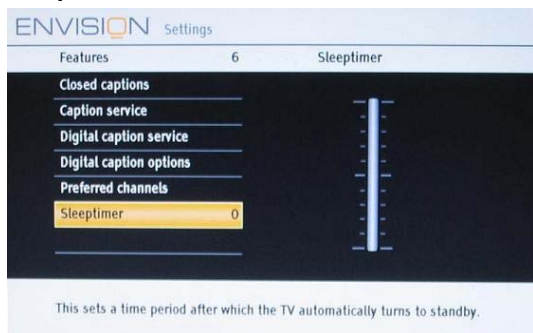 ENVISION Settings
Features 6 Sleeptimer
Closed captions
Caption service
Digital caption service
Digital caption options
Preferred channels
Sleeptimer 0
This sets a time period after which the TV automatically turns to standby.